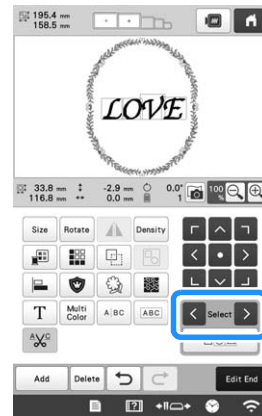 195.4 mm
158.5 mm
LOVE
33.8 mm -2.9 mm 0.0° 100 %
116.8 mm 0.0 mm 1
Size Rotate Density
Select
T Multi Color A BC ABC
Add Delete Edit End